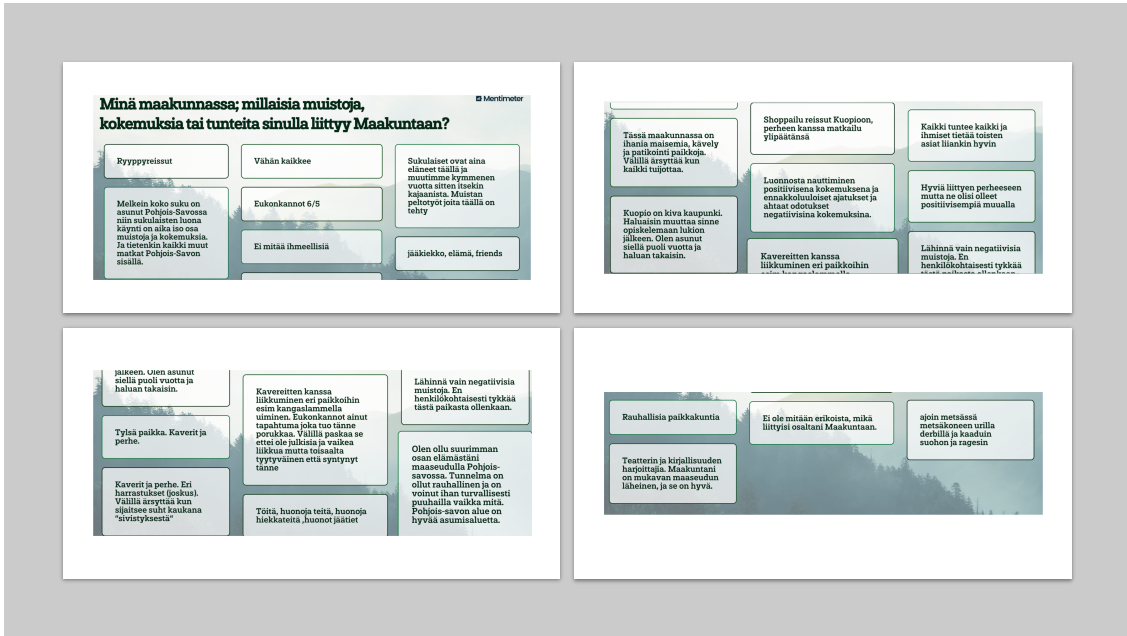 Minä maakunnassa; millaisia muistoja,
kokemuksia tai tunteita sinulla liittyy Maakuntaan?
Mentimeter
Ryyppyreissut
Melkein koko suku on
asunut Pohjois-Savossa
niin sukulaisten luona
käynti on aika iso osa
muistoja ja kokemuksia.
Ja tietenkin kaikki muut
matkat Pohjois-Savon
sisällä.
Vähän kaikkee
Eukonkannot 6/5
Ei mitää ihmeellisiä
Sukulaiset ovat aina
eläneet täällä ja
muutimme kymmenen
vuotta sitten itsekin
kajaanista. Muistan
peltotyöt joita täällä on
tehty
jääkiekko, elämä, friends
Tässä maakunnassa on
ihania maisemia, kävely
ja patikointi paikkoja.
Välillä ärsyttää kun
kaikki tuijottaa.
Kuopio on kiva kaupunki.
Haluaisin muuttaa sinne
opiskelemaan lukion
jälkeen. Olen asunut
siellä puoli vuotta ja
haluan takaisin.
Shoppailu reissut Kuopioon,
perheen kanssa matkailu
ylipäätänsä
Luonnosta nauttiminen
positiivisena kokemuksena ja
ennakkoluuloiset ajatukset ja
ahtaat odotukset
negatiivisina kokemuksina.
Kavereitten kanssa
liikkuminen eri paikkoihin
esim kangaslammella
Kaikki tuntee kaikki ja
ihmiset tietää toisten
asiat liiankin hyvin
Hyviä liittyen perheeseen
mutta ne olisi olleet
positiivisempiä muualla
Lähinnä vain negatiivisia
muistoja. En
henkilökohtaisesti tykkää
tästä paikasta ollenkaan.
jälkeen. Olen asunut
siellä puoli vuotta ja
haluan takaisin.
Tylsä paikka. Kaverit ja
perhe.
Kaverit ja perhe. Eri
harrastukset (joskus).
Välillä ärsyttää kun
sijaitsee suht kaukana
"sivistyksestä"
Kavereitten kanssa
liikkuminen eri paikkoihin
esim kangaslammella
uiminen. Eukonkannot ainut
tapahtuma joka tuo tänne
porukkaa. Välillä paskaa se
ettei ole julkisia ja vaikea
liikkua mutta toisaalta
tyytyväinen että syntynyt
tänne
Töitä, huonoja teitä, huonoja
hiekkateitä ,huonot jäätiet
Lähinnä vain negatiivisia
muistoja. En
henkilökohtaisesti tykkää
tästä paikasta ollenkaan.
Olen ollu suurimman
osan elämästäni
maaseudulla Pohjois-
savossa. Tunnelma on
ollut rauhallinen ja on
voinut ihan turvallisesti
puuhailla vaikka mitä.
Pohjois-savon alue on
hyvää asumisaluetta.
Rauhallisia paikkakuntia
Teatterin ja kirjallisuuden
harjoittajia. Maakuntani
on mukavan maaseudun
läheinen, ja se on hyvä.
Ei ole mitään erikoista, mikä
liittyisi osaltani Maakuntaan.
ajoin metsässä
metsäkoneen urilla
derbillä ja kaaduin
suohon ja ragesin